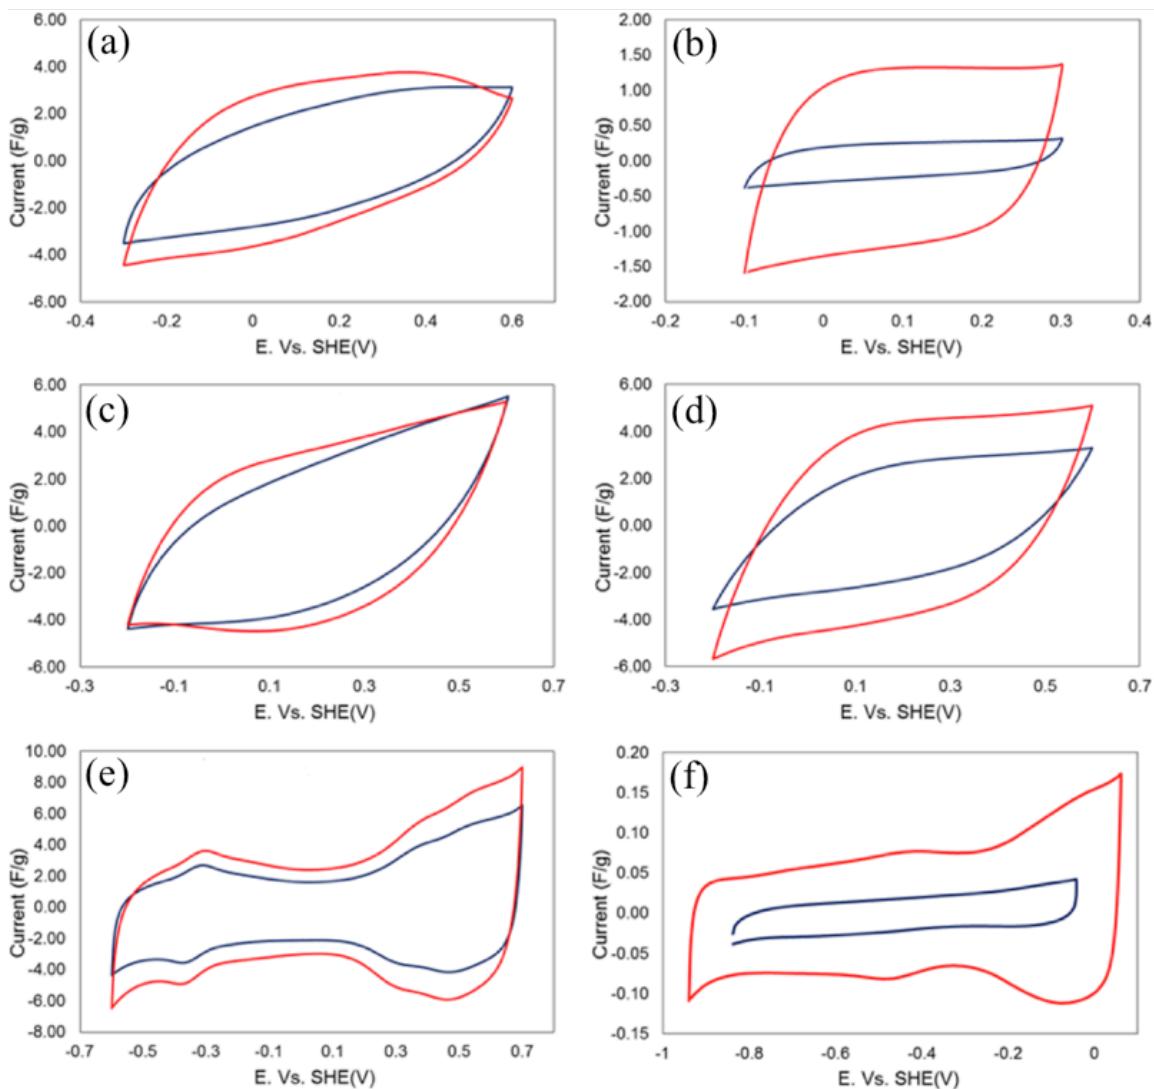 (a)
6.00
4.00
2.00
0.00
-2.00
-4.00
-6.00
Current (F/g)
-0.4 -0.2 0 0.2 0.4 0.6
E. Vs. SHE(V)
(b)
2.00
1.50
1.00
0.50
0.00
-0.50
-1.00
-1.50
-2.00
Current (F/g)
-0.2 -0.1 0 0.1 0.2 0.3 0.4
E. Vs. SHE(V)
(c)
6.00
4.00
2.00
0.00
-2.00
-4.00
-6.00
Current (F/g)
-0.3 -0.1 0.1 0.3 0.5 0.7
E. Vs. SHE(V)
(d)
6.00
4.00
2.00
0.00
-2.00
-4.00
-6.00
Current (F/g)
-0.3 -0.1 0.1 0.3 0.5 0.7
E. Vs. SHE(V)
(e)
10.00
8.00
6.00
4.00
2.00
0.00
-2.00
-4.00
-6.00
-8.00
Current (F/g)
-0.7 -0.5 -0.3 -0.1 0.1 0.3 0.5 0.7
E. Vs. SHE(V)
(f)
0.20
0.15
0.10
0.05
0.00
-0.05
-0.10
-0.15
Current (F/g)
-1 -0.8 -0.6 -0.4 -0.2 0
E. Vs. SHE(V)